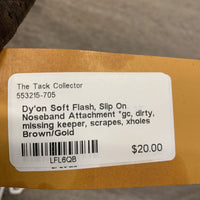 The Tack Collector
553215-705
Dy'on Soft Flash, Slip On
Noseband Attachment *gc, dirty,
missing keeper, scrapes, xholes
Brown/Gold
LFL6QB
$20.00